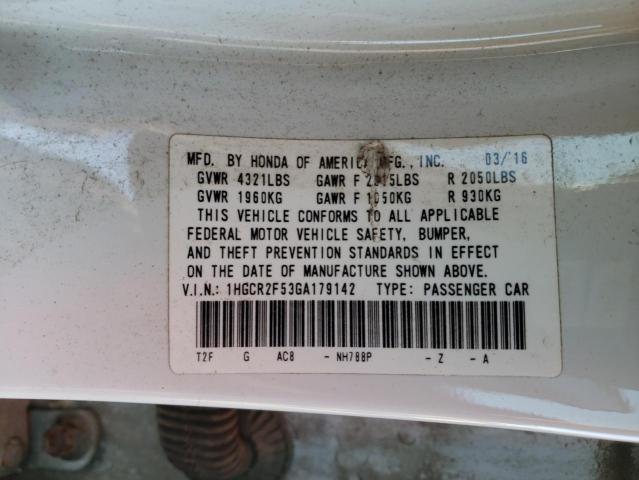 MFD. BY HONDA OF AMERICA MFG., INC. 03/16
GVWR 4321LBS GAWR F 2315LBS R 2050LBS
GVWR 1960KG GAWR F 1050KG R 930KG
THIS VEHICLE CONFORMS TO ALL APPLICABLE
FEDERAL MOTOR VEHICLE SAFETY, BUMPER,
AND THEFT PREVENTION STANDARDS IN EFFECT
ON THE DATE OF MANUFACTURE SHOWN ABOVE.
V.I.N.: 1HGCR2F53GA179142 TYPE: PASSENGER CAR
T2F G AC8 - NH788P - Z - A